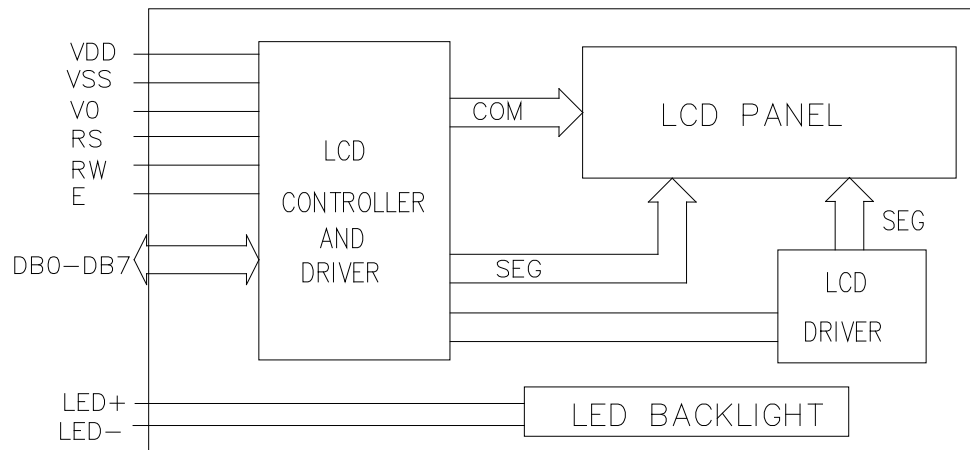 VDD
VSS
V0
RS
RW
E
DB0-DB7
LED+
LED-
LCD
CONTROLLER
AND
DRIVER
COM
SEG
LCD PANEL
SEG
LCD
DRIVER
LED BACKLIGHT